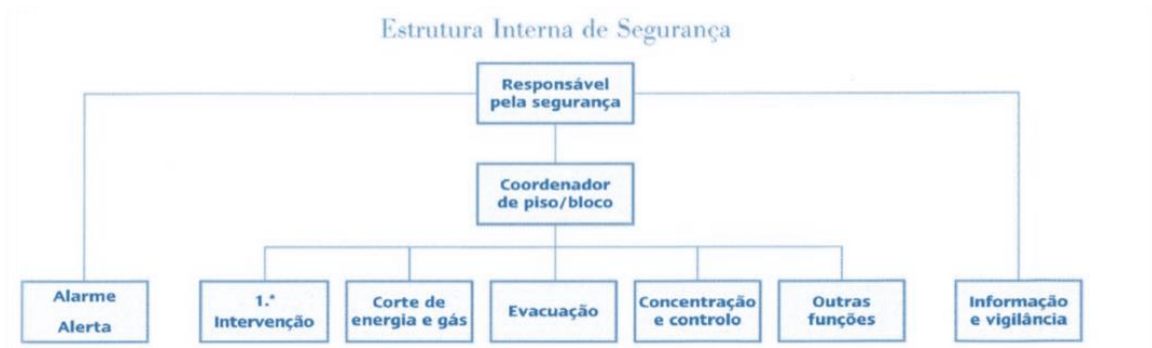 Estrutura Interna de Segurança
Responsável
pela segurança
Coordenador
de piso/bloco
Alarme
Alerta
1.ª
Intervenção
Corte de
energia e gás
Evacuação
Concentração
e controlo
Outras
funções
Informação
e vigilância